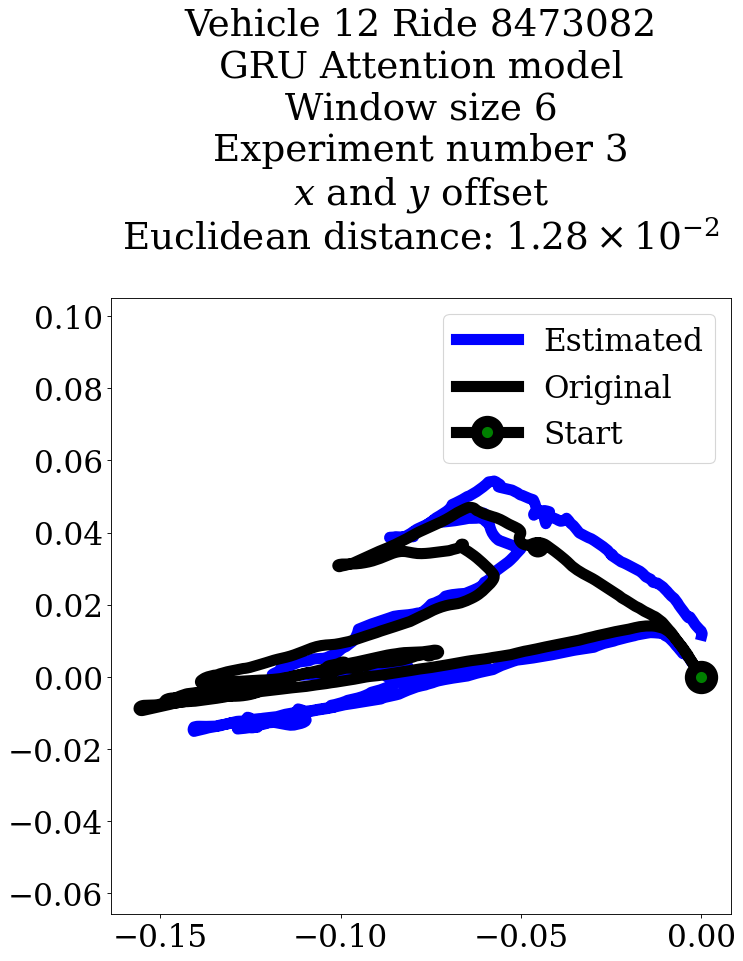 Vehicle 12 Ride 8473082
GRU Attention model
Window size 6
Experiment number 3
x and y offset
Euclidean distance: 1.28 × 10⁻²
Estimated
Original
Start
0.10
0.08
0.06
0.04
0.02
0.00
−0.02
−0.04
−0.06
−0.15
−0.10
−0.05
0.00